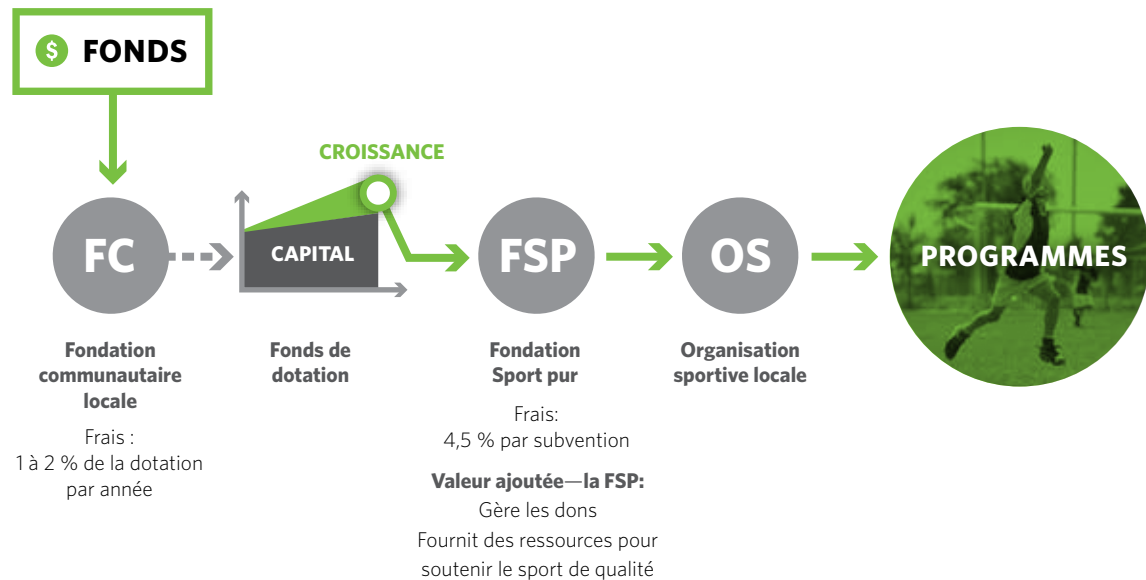 $ FONDS
CROISSANCE
FC
CAPITAL
FSP
OS
PROGRAMMES
Fondation
communautaire
locale
Frais :
1 à 2 % de la dotation
par année
Fonds de
dotation
Fondation
Sport pur
Frais:
4,5 % par subvention
Valeur ajoutée—la FSP:
Gère les dons
Fournit des ressources pour
soutenir le sport de qualité
Organisation
sportive locale